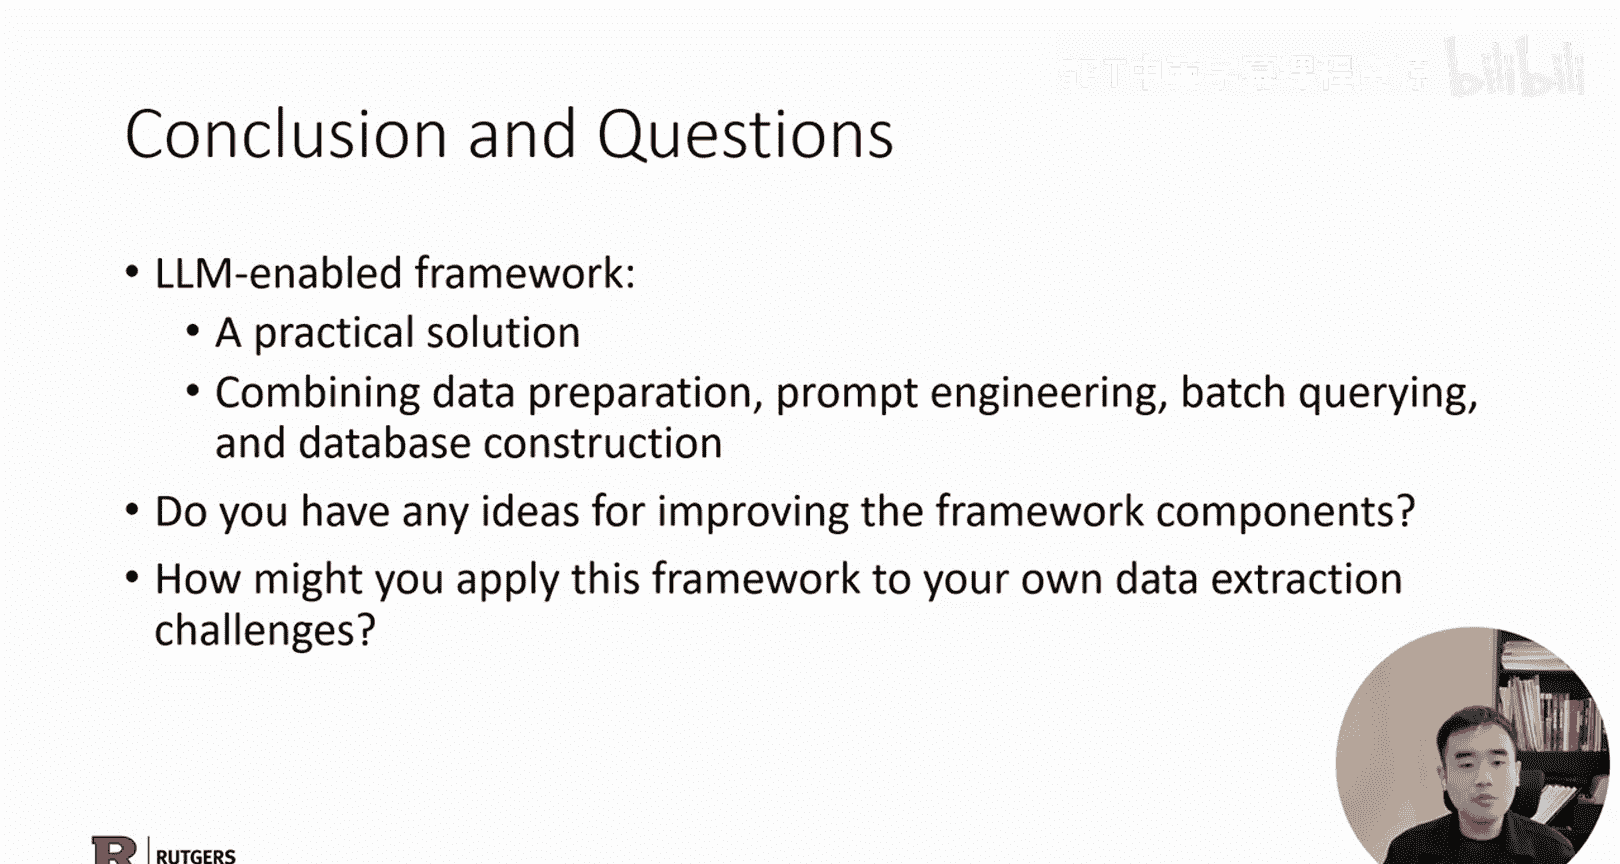 bilibili
Conclusion and Questions
• LLM-enabled framework:
• A practical solution
• Combining data preparation, prompt engineering, batch querying,
and database construction
• Do you have any ideas for improving the framework components?
• How might you apply this framework to your own data extraction
challenges?
R RUTGERS